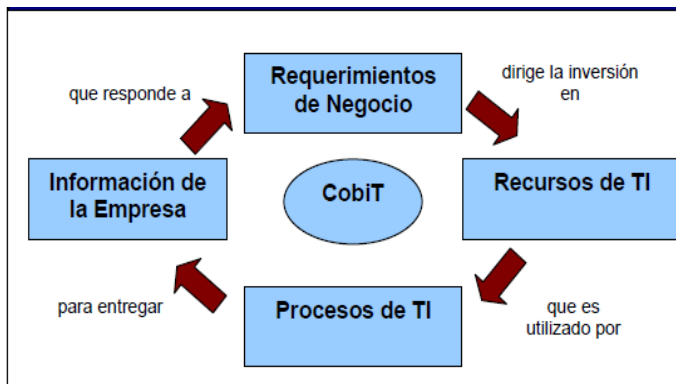 Requerimientos
de Negocio
que responde a
dirige la inversión
en
Información de
la Empresa
CobiT
Recursos de TI
para entregar
Procesos de TI
que es
utilizado por